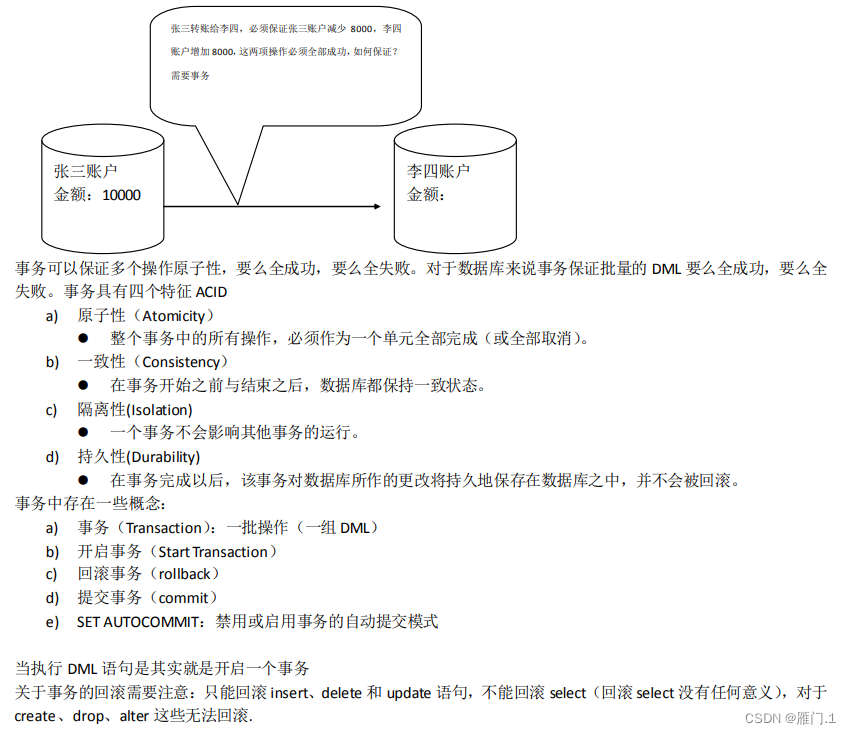 张三转账给李四，必须保证张三账户减少 8000，李四
账户增加 8000，这两项操作必须全部成功，如何保证？
需要事务
张三账户
金额：10000
李四账户
金额：
事务可以保证多个操作原子性，要么全成功，要么全失败。对于数据库来说事务保证批量的 DML 要么全成功，要么全
失败。事务具有四个特征 ACID
a) 原子性（Atomicity）
● 整个事务中的所有操作，必须作为一个单元全部完成（或全部取消）。
b) 一致性（Consistency）
● 在事务开始之前与结束之后，数据库都保持一致状态。
c) 隔离性(Isolation)
● 一个事务不会影响其他事务的运行。
d) 持久性(Durability)
● 在事务完成以后，该事务对数据库所作的更改将持久地保存在数据库之中，并不会被回滚。
事务中存在一些概念：
a) 事务（Transaction）：一批操作（一组 DML）
b) 开启事务（Start Transaction）
c) 回滚事务（rollback）
d) 提交事务（commit）
e) SET AUTOCOMMIT：禁用或启用事务的自动提交模式
当执行 DML 语句是其实就是开启一个事务
关于事务的回滚需要注意：只能回滚 insert、delete 和 update 语句，不能回滚 select（回滚 select 没有任何意义），对于
create、drop、alter 这些无法回滚.
CSDN @雁门.1